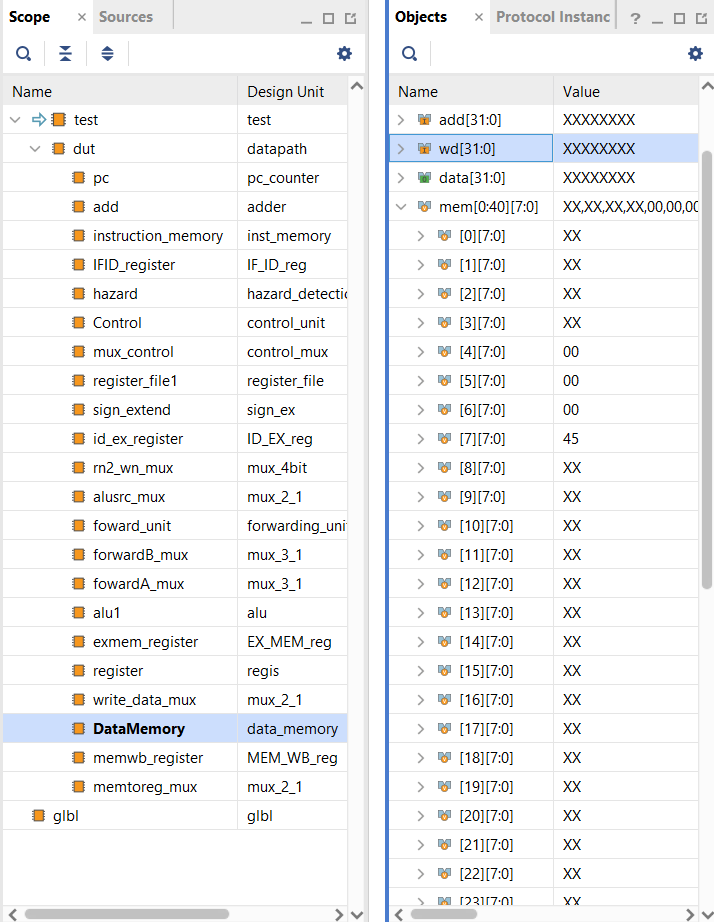 Scope × Sources
Name Design Unit
test test
dut datapath
pc pc_counter
add adder
instruction_memory inst_memory
IFID_register IF_ID_reg
hazard hazard_detectic
Control control_unit
mux_control control_mux
register_file1 register_file
sign_extend sign_ex
id_ex_register ID_EX_reg
rn2_wn_mux mux_4bit
alusrc_mux mux_2_1
foward_unit forwarding_uni
forwardB_mux mux_3_1
fowardA_mux mux_3_1
alu1 alu
exmem_register EX_MEM_reg
register regis
write_data_mux mux_2_1
DataMemory data_memory
memwb_register MEM_WB_reg
memtoreg_mux mux_2_1
glbl glbl
Objects × Protocol Instanc ?
Name Value
add[31:0] XXXXXXXX
wd[31:0] XXXXXXXX
data[31:0] XXXXXXXX
mem[0:40][7:0] XX,XX,XX,XX,00,00,00
[0][7:0] XX
[1][7:0] XX
[2][7:0] XX
[3][7:0] XX
[4][7:0] 00
[5][7:0] 00
[6][7:0] 00
[7][7:0] 45
[8][7:0] XX
[9][7:0] XX
[10][7:0] XX
[11][7:0] XX
[12][7:0] XX
[13][7:0] XX
[14][7:0] XX
[15][7:0] XX
[16][7:0] XX
[17][7:0] XX
[18][7:0] XX
[19][7:0] XX
[20][7:0] XX
[21][7:0] XX
[22][7:0] XX
[23][7:0] XX